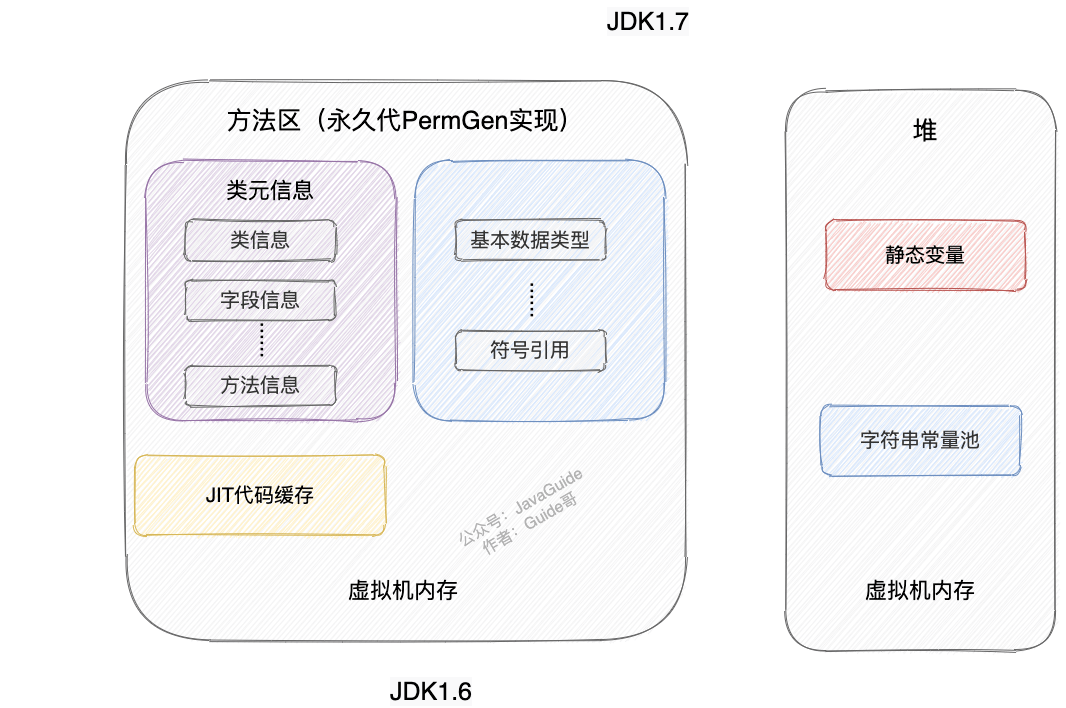 JDK1.7
方法区（永久代PermGen实现）
类元信息
类信息
字段信息
方法信息
基本数据类型
符号引用
JIT代码缓存
公众号：JavaGuide
作者：Guide哥
虚拟机内存
堆
静态变量
字符串常量池
虚拟机内存
JDK1.6